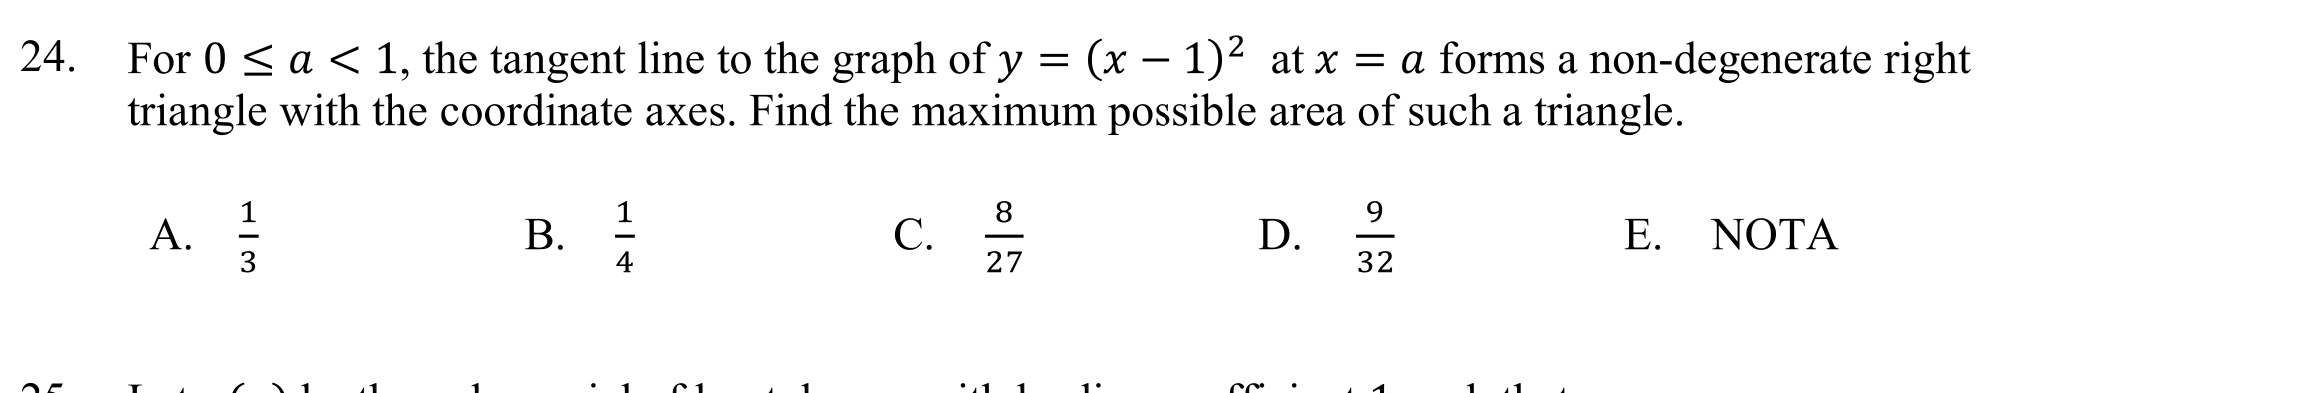 24. For 0 ≤ a < 1, the tangent line to the graph of y = (x − 1)² at x = a forms a non-degenerate right
triangle with the coordinate axes. Find the maximum possible area of such a triangle.
A. 1/3 B. 1/4 C. 8/27 D. 9/32 E. NOTA